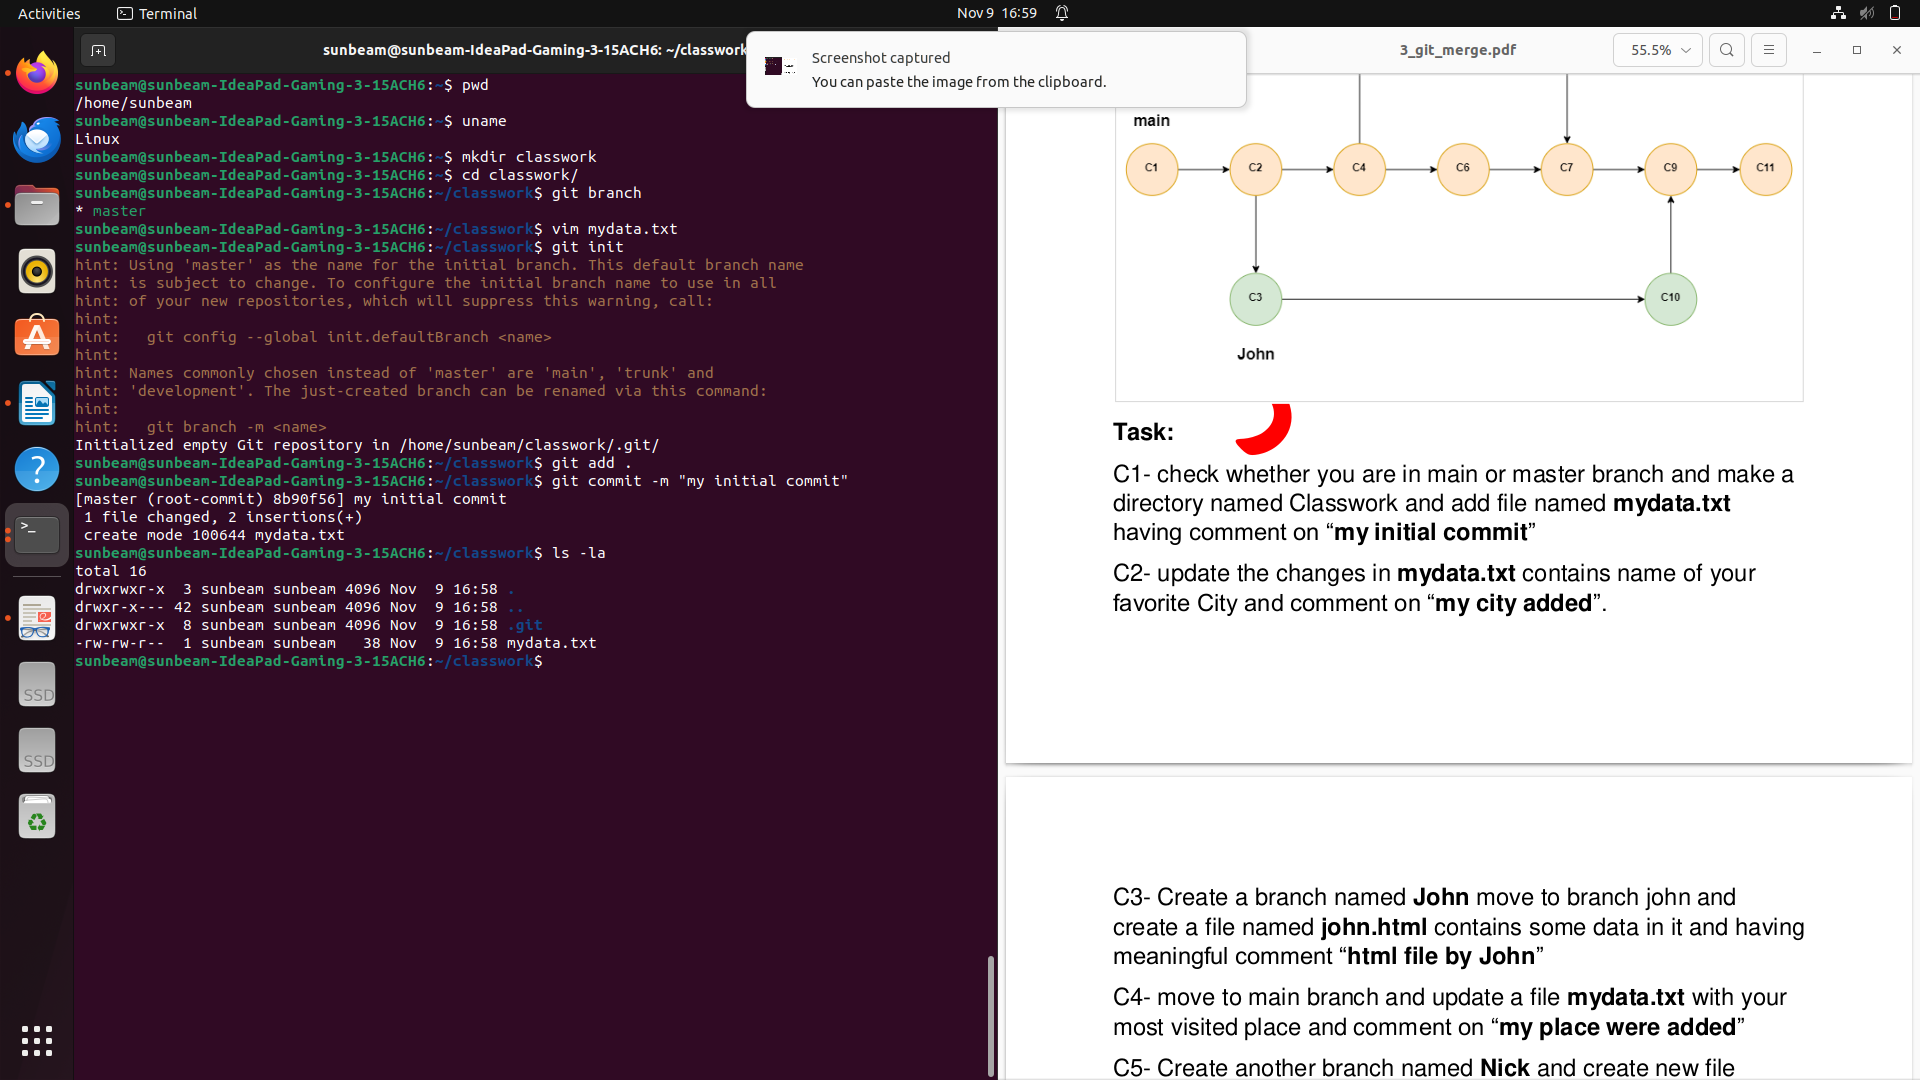 Activities
Terminal
Nov 9 16:59
sunbeam@sunbeam-IdeaPad-Gaming-3-15ACH6: ~/classwork
Screenshot captured
You can paste the image from the clipboard.
3_git_merge.pdf
55.5%
sunbeam@sunbeam-IdeaPad-Gaming-3-15ACH6:~$ pwd
/home/sunbeam
sunbeam@sunbeam-IdeaPad-Gaming-3-15ACH6:~$ uname
Linux
sunbeam@sunbeam-IdeaPad-Gaming-3-15ACH6:~$ mkdir classwork
sunbeam@sunbeam-IdeaPad-Gaming-3-15ACH6:~$ cd classwork/
sunbeam@sunbeam-IdeaPad-Gaming-3-15ACH6:~/classwork$ git branch
* master
sunbeam@sunbeam-IdeaPad-Gaming-3-15ACH6:~/classwork$ vim mydata.txt
sunbeam@sunbeam-IdeaPad-Gaming-3-15ACH6:~/classwork$ git init
hint: Using 'master' as the name for the initial branch. This default branch name
hint: is subject to change. To configure the initial branch name to use in all
hint: of your new repositories, which will suppress this warning, call:
hint:
hint:   git config --global init.defaultBranch <name>
hint:
hint: Names commonly chosen instead of 'master' are 'main', 'trunk' and
hint: 'development'. The just-created branch can be renamed via this command:
hint:
hint:   git branch -m <name>
Initialized empty Git repository in /home/sunbeam/classwork/.git/
sunbeam@sunbeam-IdeaPad-Gaming-3-15ACH6:~/classwork$ git add .
sunbeam@sunbeam-IdeaPad-Gaming-3-15ACH6:~/classwork$ git commit -m "my initial commit"
[master (root-commit) 8b90f56] my initial commit
 1 file changed, 2 insertions(+)
 create mode 100644 mydata.txt
sunbeam@sunbeam-IdeaPad-Gaming-3-15ACH6:~/classwork$ ls -la
total 16
drwxrwxr-x  3 sunbeam sunbeam 4096 Nov  9 16:58 .
drwxr-x--- 42 sunbeam sunbeam 4096 Nov  9 16:58 ..
drwxrwxr-x  8 sunbeam sunbeam 4096 Nov  9 16:58 .git
-rw-rw-r--  1 sunbeam sunbeam   38 Nov  9 16:58 mydata.txt
sunbeam@sunbeam-IdeaPad-Gaming-3-15ACH6:~/classwork$
SSD
SSD
main
C1 C2 C4 C6 C7 C9 C11
C3 C10
John
Task:
C1- check whether you are in main or master branch and make a
directory named Classwork and add file named mydata.txt
having comment on “my initial commit”
C2- update the changes in mydata.txt contains name of your
favorite City and comment on “my city added”.
C3- Create a branch named John move to branch john and
create a file named john.html contains some data in it and having
meaningful comment “html file by John”
C4- move to main branch and update a file mydata.txt with your
most visited place and comment on “my place were added”
C5- Create another branch named Nick and create new file